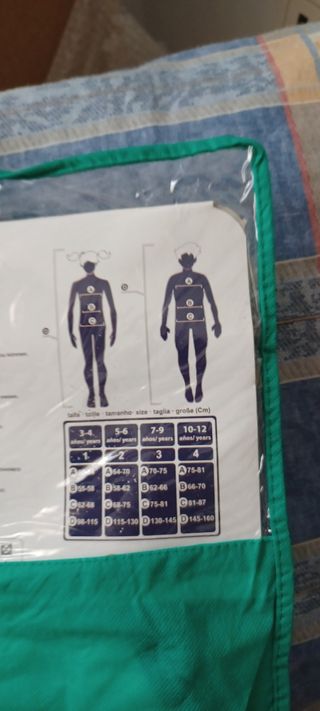 A
B
C
D
A
B
C
D
talla · taille · tamanho · size · taglia · große (Cm)
3-4 5-6 7-9 10-12
años/ years años/ years años/ years años/ years
1 2 3 4
A A 64-70 A 70-75 A 75-81
B 55-58 B 58-62 B 62-66 B 66-70
C 62-68 C 68-75 C 75-81 C 81-87
D 98-115 D 115-130 D 130-145 D 145-160